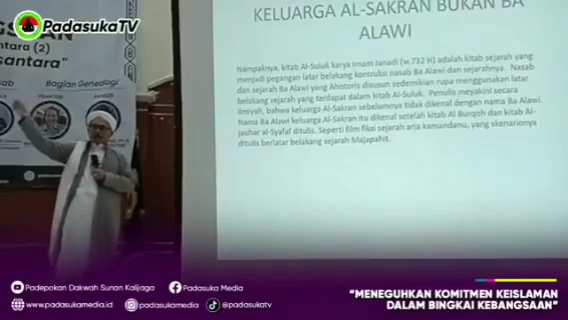 PadasukaTV
NGSAAN
ntara (2)
santara"
sab
Bagian Genealogi
KELUARGA AL-SAKRAN BUKAN BA
ALAWI
Nampaknya, kitab Al-Suluk karya Imam Janadi (w.732 H) adalah kitab sejarah yang
menjadi pegangan latar belakang kontruksi nasab Ba Alawi dan sejarahnya. Nasab
dan sejarah Ba Alawi yang Ahistoris disusun sedemikian rupa menggunakan latar
belakang sejarah yang terdapat dalam kitab Al-Suluk. Penulis meyakini secara
ilmiyah, bahwa keluarga Al-Sakran sebelumnya tidak dikenal dengan nama Ba Alawi.
Nama Ba Alawi keluarga Al-Sakran itu dikenal setelah kitab Al Burqoh dan kitab Al-
Jauhar al-Syafaf ditulis. Seperti film fiksi sejarah aria kamandanu, yang skenarionya
ditulis berlatar belakang sejarah Majapahit.
Padepokan Dakwah Sunan Kalijaga
Padasuka Media
www.padasukamedia.id
padasukamedia.id
padasukatv
"MENEGUHKAN KOMITMEN KEISLAMAN
DALAM BINGKAI KEBANGSAAN"